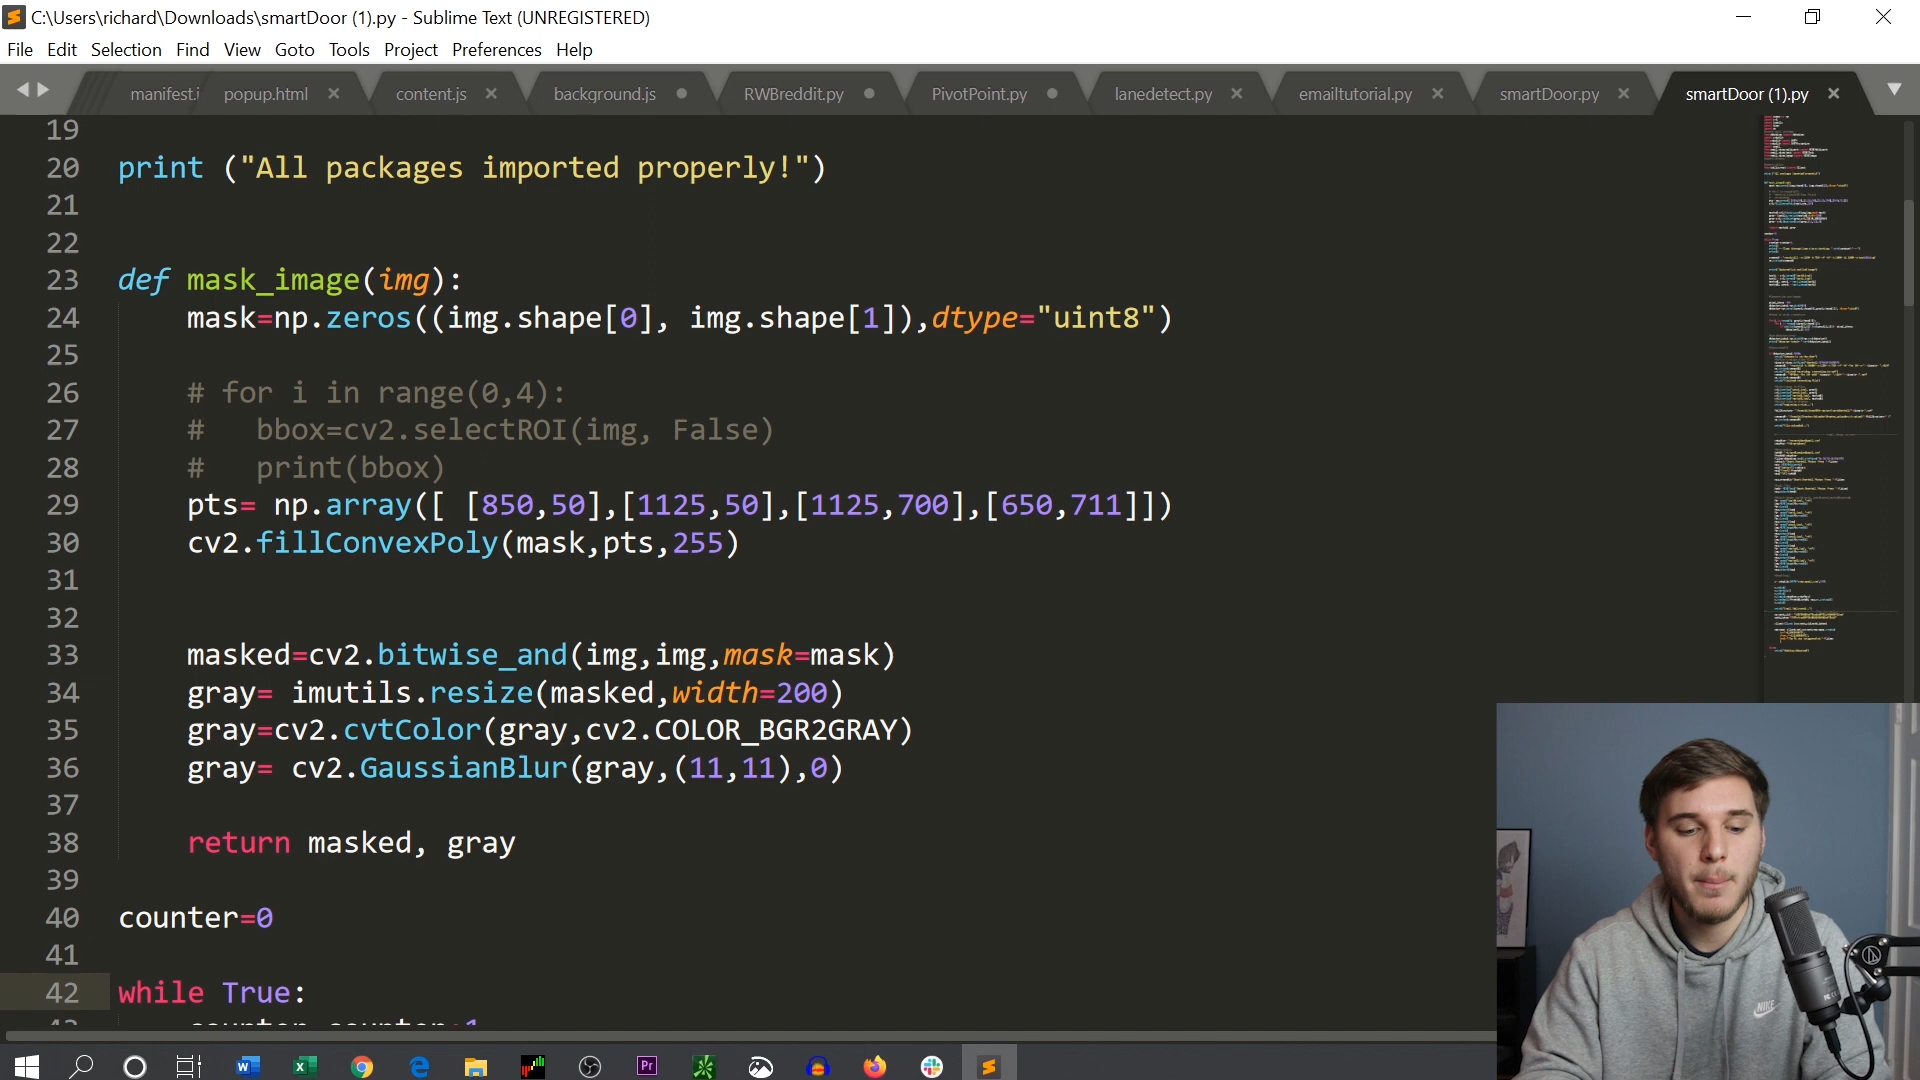 C:\Users\richard\Downloads\smartDoor (1).py - Sublime Text (UNREGISTERED)
File Edit Selection Find View Goto Tools Project Preferences Help
manifest.j popup.html content.js background.js RWBreddit.py PivotPoint.py lanedetect.py emailtutorial.py smartDoor.py smartDoor (1).py
19
20 print ("All packages imported properly!")
21
22
23 def mask_image(img):
24 mask=np.zeros((img.shape[0], img.shape[1]),dtype="uint8")
25
26 # for i in range(0,4):
27 #   bbox=cv2.selectROI(img, False)
28 #   print(bbox)
29 pts= np.array([ [850,50],[1125,50],[1125,700],[650,711]])
30 cv2.fillConvexPoly(mask,pts,255)
31
32
33 masked=cv2.bitwise_and(img,img,mask=mask)
34 gray= imutils.resize(masked,width=200)
35 gray=cv2.cvtColor(gray,cv2.COLOR_BGR2GRAY)
36 gray= cv2.GaussianBlur(gray,(11,11),0)
37
38 return masked, gray
39
40 counter=0
41
42 while True:
NIKE
W X Pr